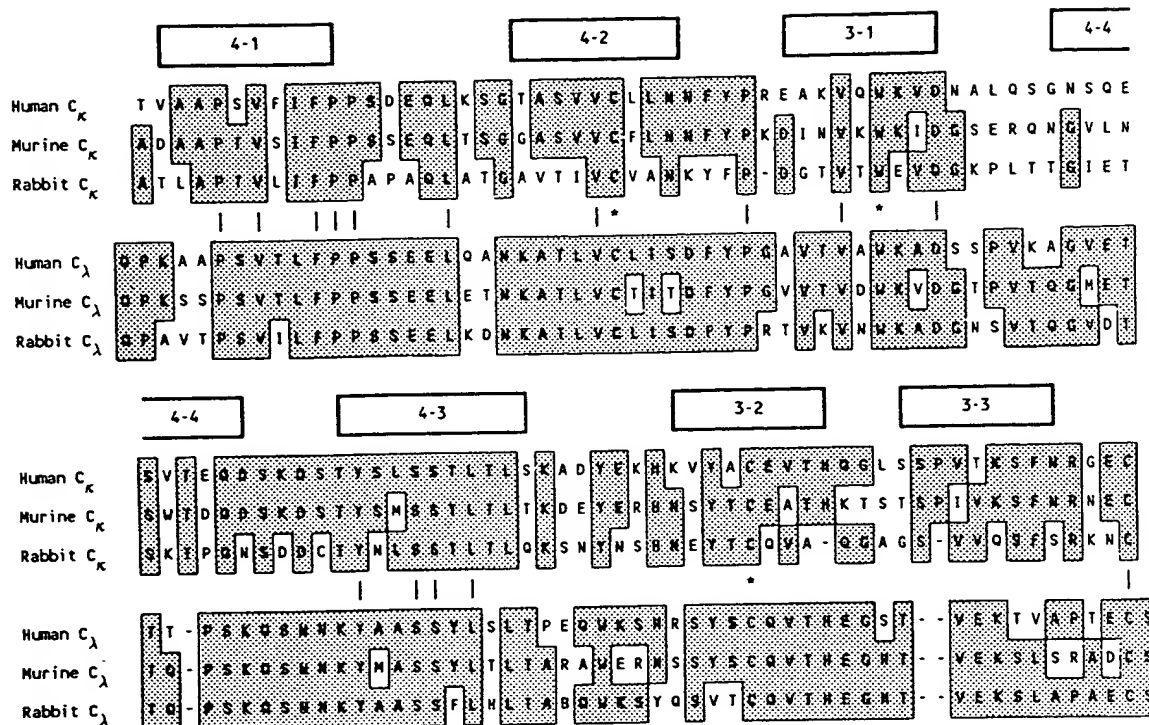 4-1 4-2 3-1 4-4
Human Cκ T V A A P S V F I F P P S D E Q L K S G T A S V V C L L N N F Y P R E A K V Q W K V D N A L Q S G N S Q E
Murine Cκ A D A A P T V S I F P P S S E Q L T S G G A S V V C F L N N F Y P K D I N V K W K I D G S E R Q N G V L N
Rabbit Cκ A T L A P T V L I F P P A P A Q L A T G A V T I V C V A N K Y F P - D G T V T W E V D G K P L T T G I E T
| | | | | | | * | | * |
Human Cλ Q P K A A P S V T L F P P S S E E L Q A N K A T L V C L I S D F Y P G A V T V A W K A D S S P V K A G V E T
Murine Cλ Q P K S S P S V T L F P P S S E E L E T N K A T L V C T I T D F Y P G V V T V D W K V D G T P V T Q G M E T
Rabbit Cλ Q P A V T P S V I L F P P S S E E L K D N K A T L V C L I S D F Y P R T V K V N W K A D G N S V T Q G V D T
4-4 4-3 3-2 3-3
Human Cκ S V T E Q D S K D S T Y S L S S T L T L S K A D Y E K H K V Y A C E V T H Q G L S S P V T K S F N R G E C
Murine Cκ S W T D Q D S K D S T Y S M S S T L T L T K D E Y E R H N S Y T C E A T H K T S T S P I V K S F N R N E C
Rabbit Cκ S K T P Q N S D D C T Y N L S S T L T L Q K S N Y N S H N E Y T C Q V A - Q G A G S - V V Q S F S R K N C
| | | | * |
Human Cλ T T - P S K Q S N N K Y A A S S Y L S L T P E Q W K S H R S Y S C Q V T H E G S T - - V E K T V A P T E C S
Murine Cλ T Q - P S K Q S N N K Y M A S S Y L T L T A R A W E R H S S Y S C Q V T H E G H T - - V E K S L S R A D C S
Rabbit Cλ T Q - P S K Q S N N K Y A A S S F L H L T A B Q W K S Y Q S V T C Q V T H E G H T - - V E K S L A P A E C S